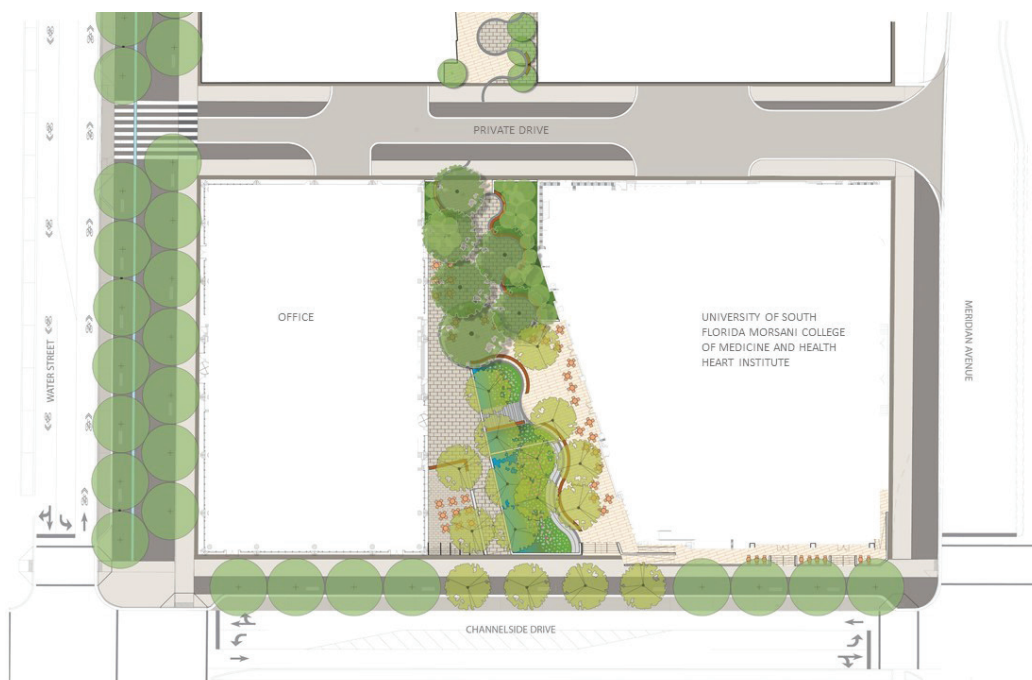 PRIVATE DRIVE
OFFICE
UNIVERSITY OF SOUTH
FLORIDA MORSANI COLLEGE
OF MEDICINE AND HEALTH
HEART INSTITUTE
WATER STREET
MERIDIAN AVENUE
CHANNELSIDE DRIVE